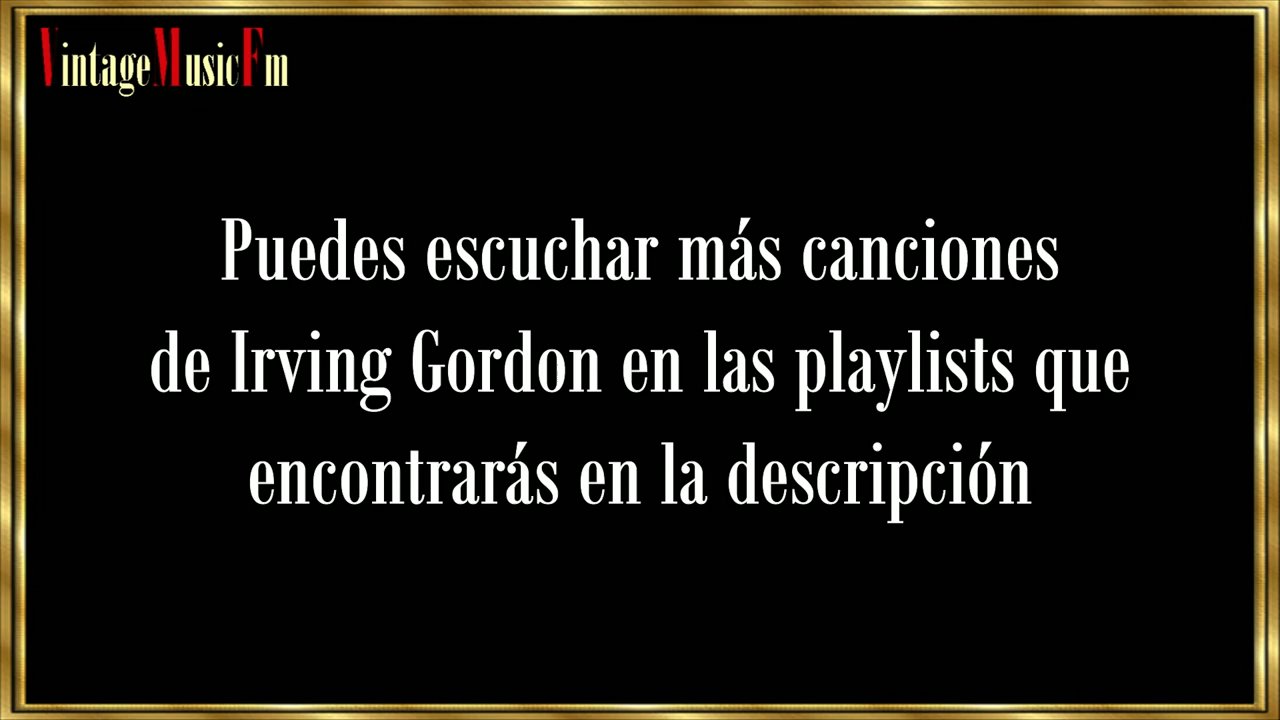 VintageMusicFm
Puedes escuchar más canciones
de Irving Gordon en las playlists que
encontrarás en la descripción